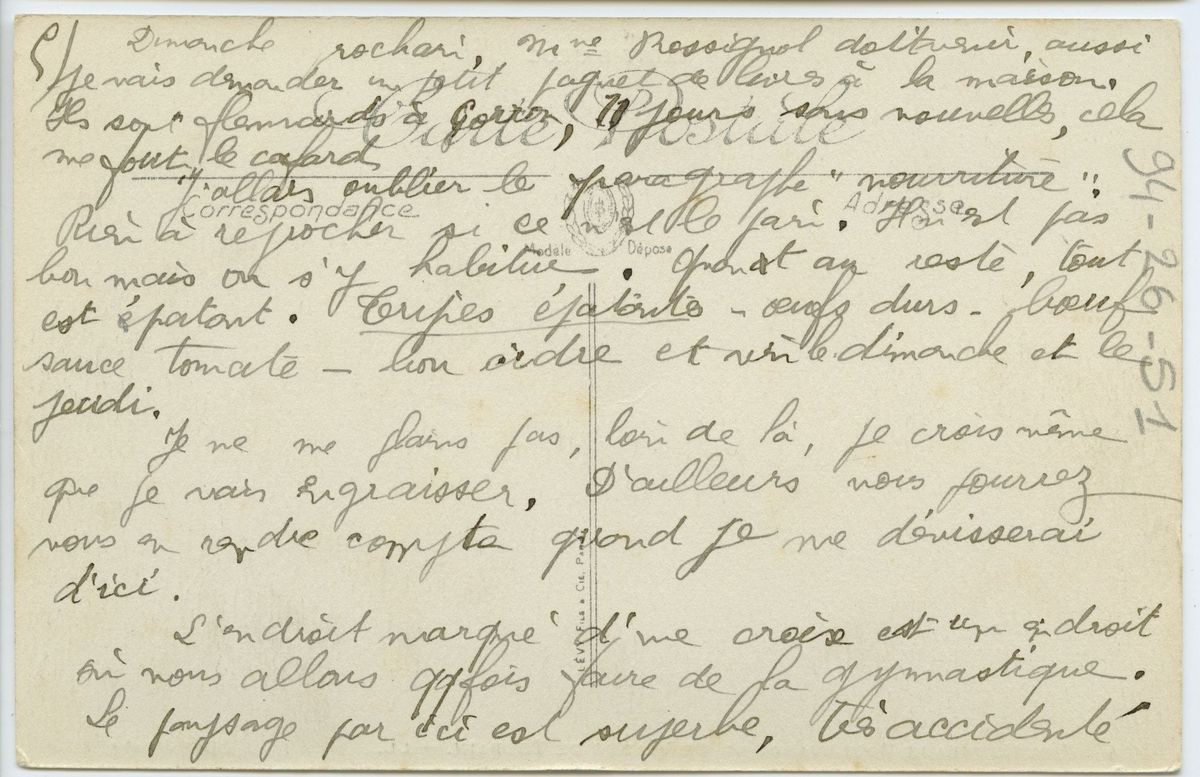 5/ Dimanche prochain, Mme Rossignol doit venir, aussi
je vais demander un ptit paquet de livres à la maison.
Ils sont flemards à Gorron, 11 jours sans nouvelles, cela
me fout le cafard
J'allais oublier le paragraphe "nourriture".
Rien à reprocher si ce n'est le pari. Il n'est pas
bon mais on s'y habitue. Quant au reste, tout
est épatant. Tripes épatantes - œufs durs - bœuf
sauce tomate - bon cidre et vin le dimanche et le
jeudi.
Je ne me plains pas, loin de là, je crois même
que je vais engraisser. D'ailleurs vous pourrez
vous en rendre compte quand je me dévisserai
d'ici.
L'endroit marqué d'une croix est un endroit
où nous allons qqfois faire de la gymnastique.
Le paysage par ici est superbe, très accidenté
Carte Postale
Correspondance
Adresse
Modèle Déposé
LÉVY FILS & CIE, PARIS
94-26-51